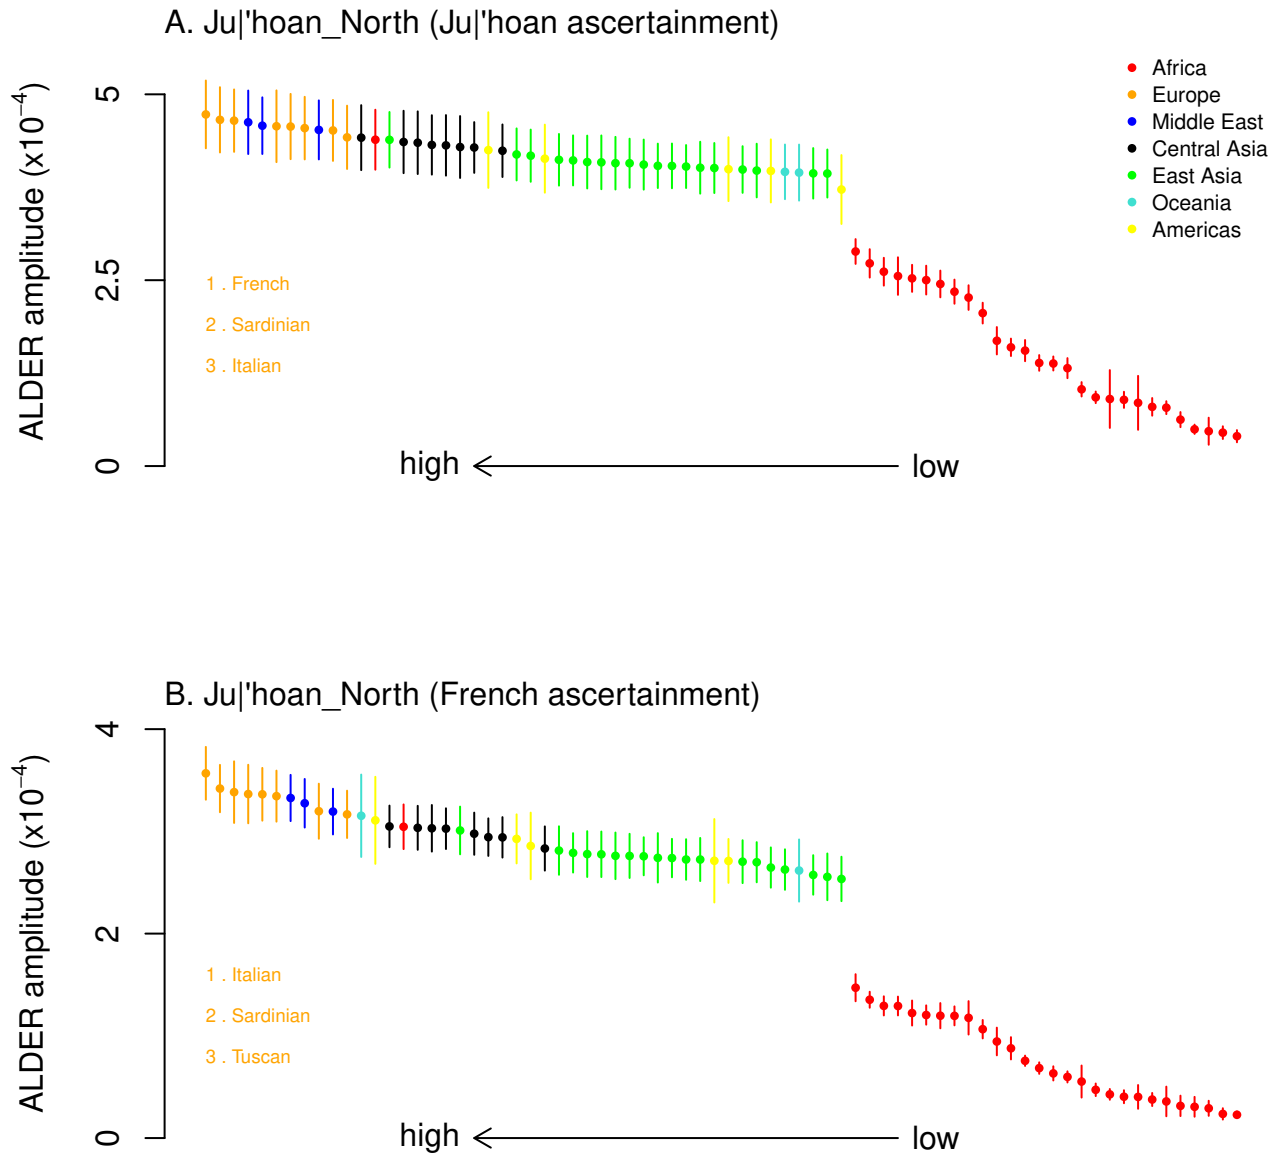 A. Ju|'hoan_North (Ju|'hoan ascertainment)
ALDER amplitude (x10⁻⁴)
5
2.5
0
Africa
Europe
Middle East
Central Asia
East Asia
Oceania
Americas
1 . French
2 . Sardinian
3 . Italian
high
low
B. Ju|'hoan_North (French ascertainment)
ALDER amplitude (x10⁻⁴)
4
2
0
1 . Italian
2 . Sardinian
3 . Tuscan
high
low